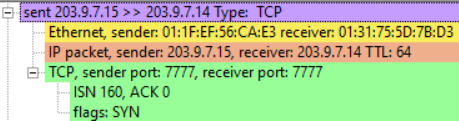 sent 203.9.7.15 >> 203.9.7.14 Type: TCP
Ethernet, sender: 01:1F:EF:56:CA:E3 receiver: 01:31:75:5D:7B:D3
IP packet, sender: 203.9.7.15, receiver: 203.9.7.14 TTL: 64
TCP, sender port: 7777, receiver port: 7777
ISN 160, ACK 0
flags: SYN